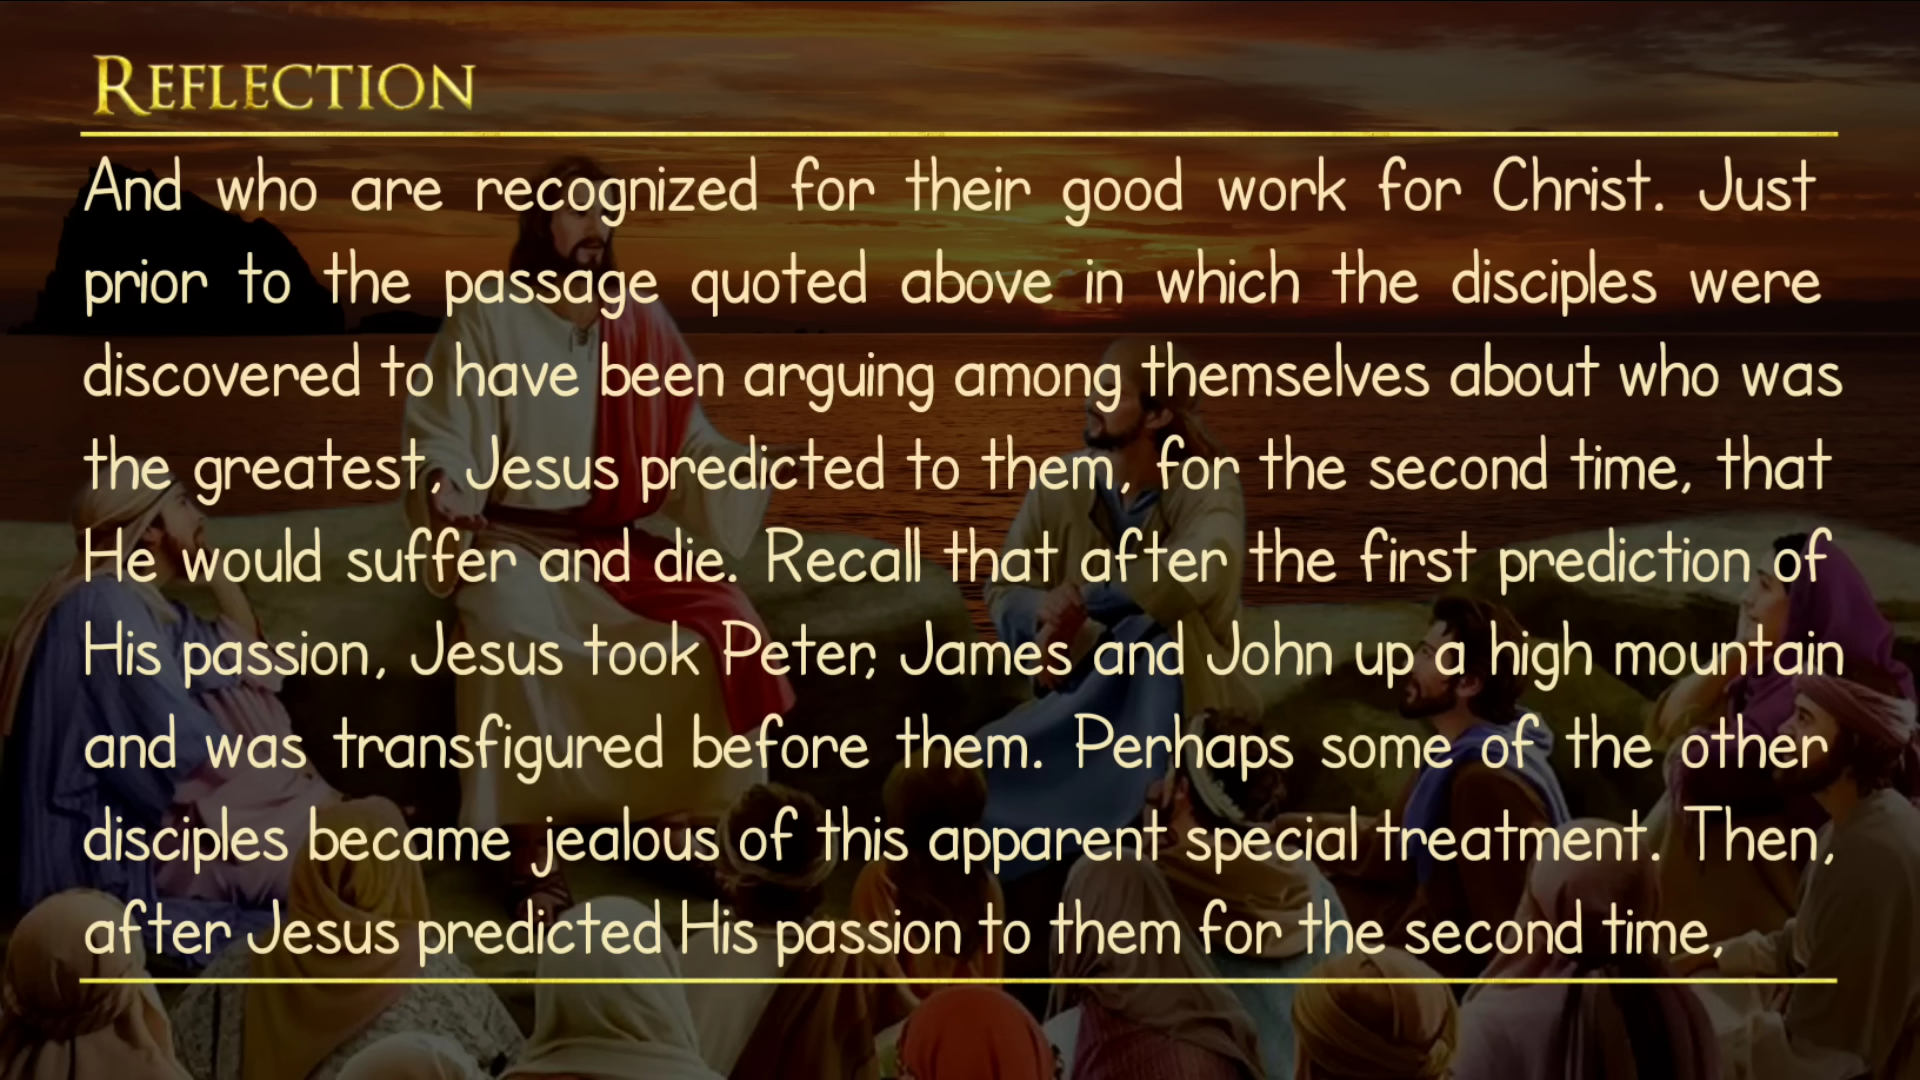 REFLECTION
And who are recognized for their good work for Christ. Just
prior to the passage quoted above in which the disciples were
discovered to have been arguing among themselves about who was
the greatest, Jesus predicted to them, for the second time, that
He would suffer and die. Recall that after the first prediction of
His passion, Jesus took Peter, James and John up a high mountain
and was transfigured before them. Perhaps some of the other
disciples became jealous of this apparent special treatment. Then,
after Jesus predicted His passion to them for the second time,